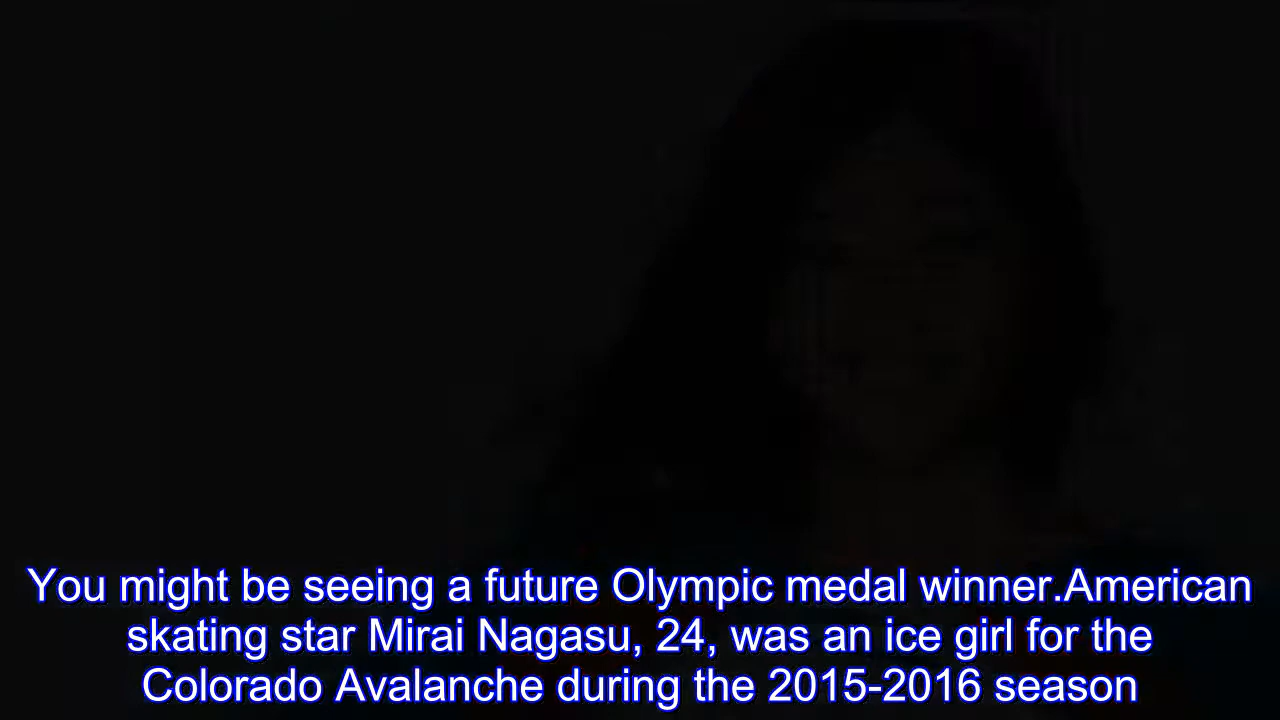 You might be seeing a future Olympic medal winner.American
skating star Mirai Nagasu, 24, was an ice girl for the
Colorado Avalanche during the 2015-2016 season